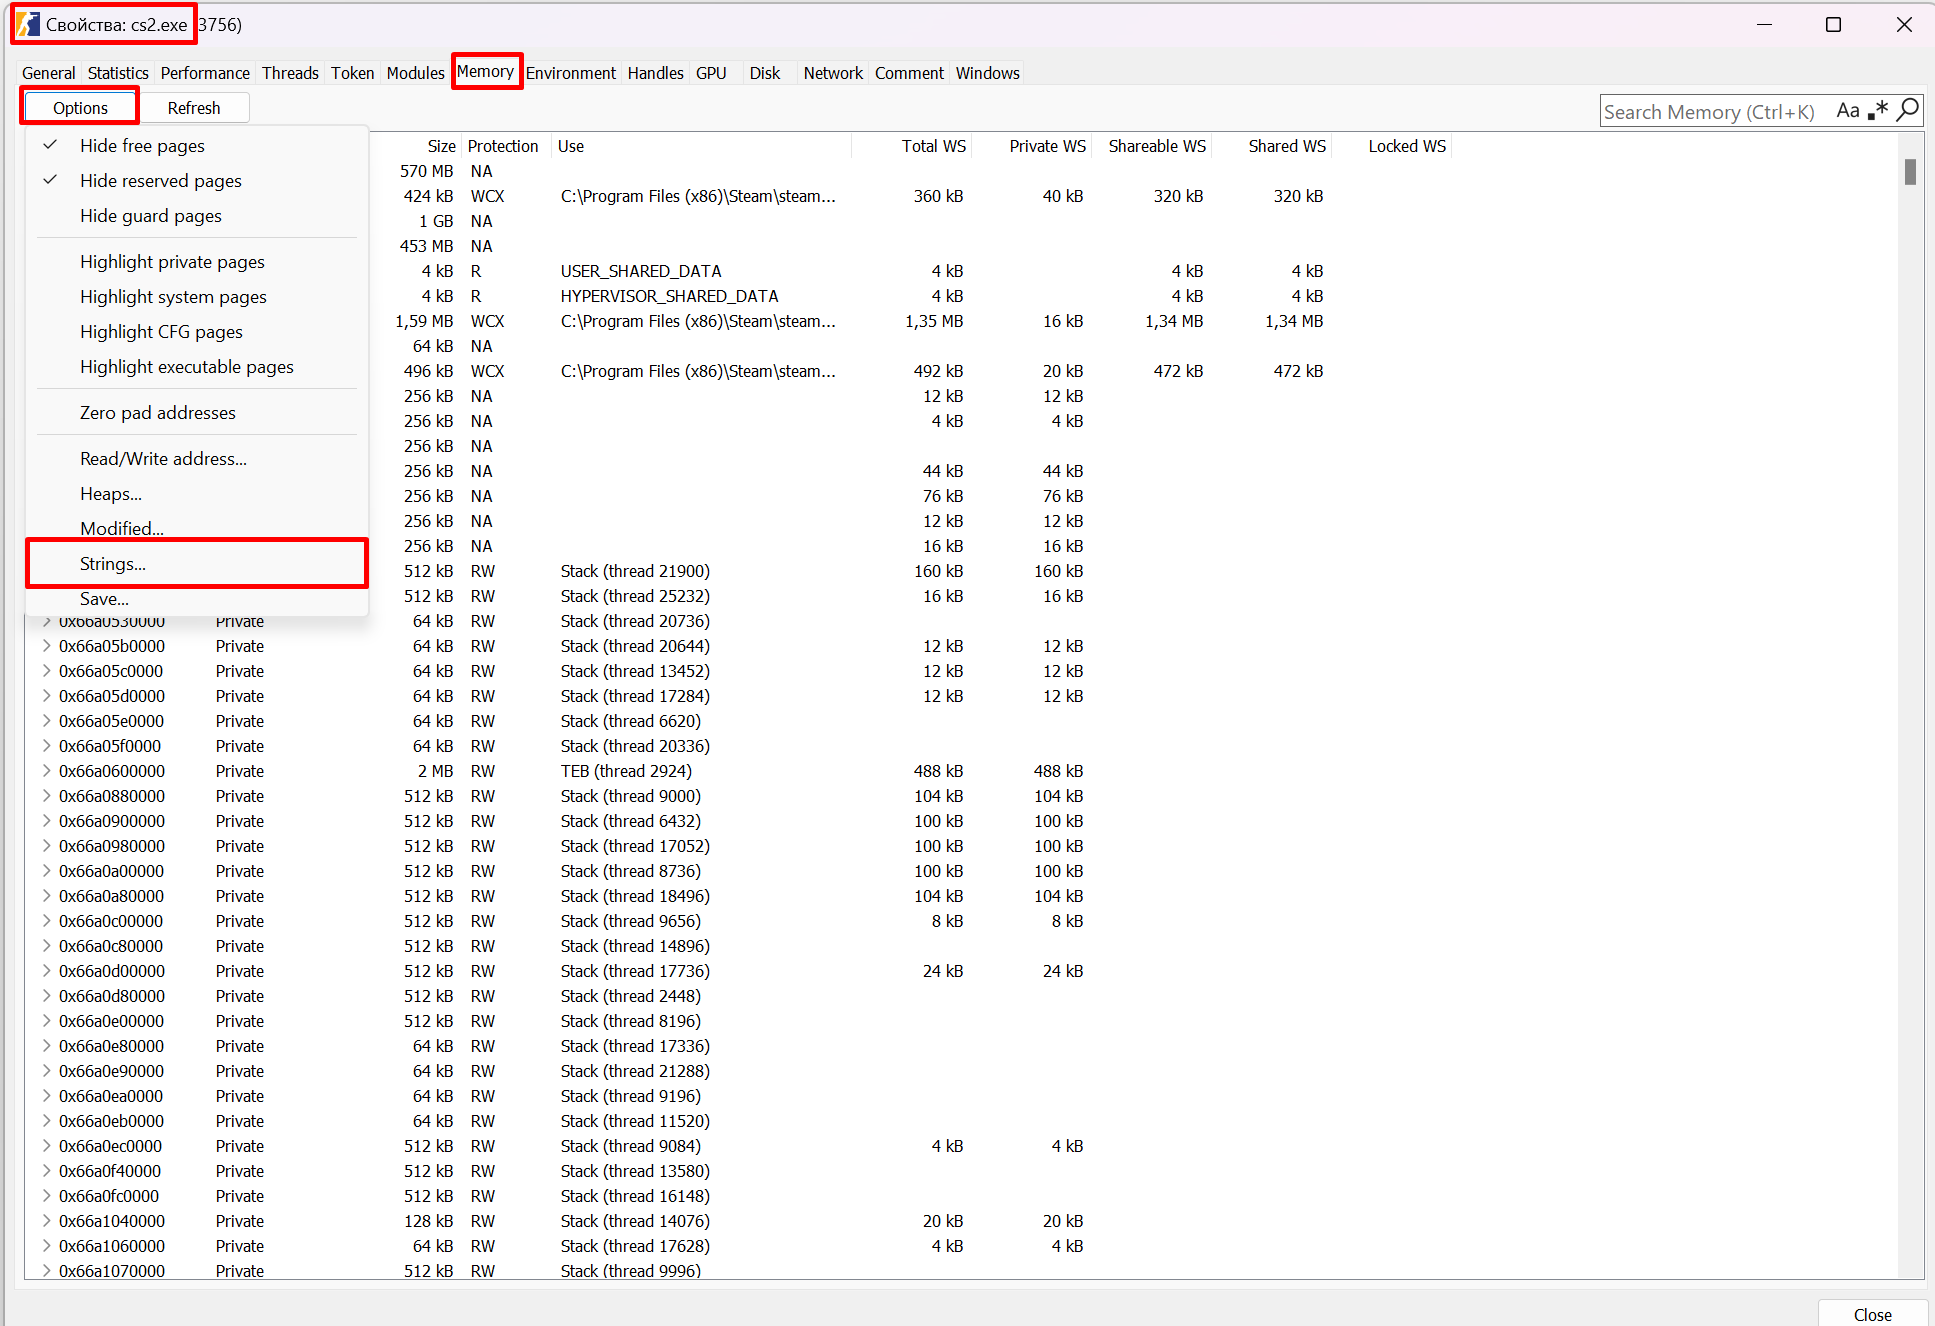 Свойства: cs2.exe (3756)
General Statistics Performance Threads Token Modules Memory Environment Handles GPU Disk Network Comment Windows
Options Refresh Search Memory (Ctrl+K) Aa .*
Hide free pages
Hide reserved pages
Hide guard pages
Highlight private pages
Highlight system pages
Highlight CFG pages
Highlight executable pages
Zero pad addresses
Read/Write address...
Heaps...
Modified...
Strings...
Save...
Size Protection Use Total WS Private WS Shareable WS Shared WS Locked WS
570 MB NA
424 kB WCX C:\Program Files (x86)\Steam\steam... 360 kB 40 kB 320 kB 320 kB
1 GB NA
453 MB NA
4 kB R USER_SHARED_DATA 4 kB 4 kB 4 kB
4 kB R HYPERVISOR_SHARED_DATA 4 kB 4 kB 4 kB
1,59 MB WCX C:\Program Files (x86)\Steam\steam... 1,35 MB 16 kB 1,34 MB 1,34 MB
64 kB NA
496 kB WCX C:\Program Files (x86)\Steam\steam... 492 kB 20 kB 472 kB 472 kB
256 kB NA 12 kB 12 kB
256 kB NA 4 kB 4 kB
256 kB NA
256 kB NA 44 kB 44 kB
256 kB NA 76 kB 76 kB
256 kB NA 12 kB 12 kB
256 kB NA 16 kB 16 kB
512 kB RW Stack (thread 21900) 160 kB 160 kB
512 kB RW Stack (thread 25232) 16 kB 16 kB
0x66a0530000 Private 64 kB RW Stack (thread 20736)
0x66a05b0000 Private 64 kB RW Stack (thread 20644) 12 kB 12 kB
0x66a05c0000 Private 64 kB RW Stack (thread 13452) 12 kB 12 kB
0x66a05d0000 Private 64 kB RW Stack (thread 17284) 12 kB 12 kB
0x66a05e0000 Private 64 kB RW Stack (thread 6620)
0x66a05f0000 Private 64 kB RW Stack (thread 20336)
0x66a0600000 Private 2 MB RW TEB (thread 2924) 488 kB 488 kB
0x66a0880000 Private 512 kB RW Stack (thread 9000) 104 kB 104 kB
0x66a0900000 Private 512 kB RW Stack (thread 6432) 100 kB 100 kB
0x66a0980000 Private 512 kB RW Stack (thread 17052) 100 kB 100 kB
0x66a0a00000 Private 512 kB RW Stack (thread 8736) 100 kB 100 kB
0x66a0a80000 Private 512 kB RW Stack (thread 18496) 104 kB 104 kB
0x66a0c00000 Private 512 kB RW Stack (thread 9656) 8 kB 8 kB
0x66a0c80000 Private 512 kB RW Stack (thread 14896)
0x66a0d00000 Private 512 kB RW Stack (thread 17736) 24 kB 24 kB
0x66a0d80000 Private 512 kB RW Stack (thread 2448)
0x66a0e00000 Private 512 kB RW Stack (thread 8196)
0x66a0e80000 Private 64 kB RW Stack (thread 17336)
0x66a0e90000 Private 64 kB RW Stack (thread 21288)
0x66a0ea0000 Private 64 kB RW Stack (thread 9196)
0x66a0eb0000 Private 64 kB RW Stack (thread 11520)
0x66a0ec0000 Private 512 kB RW Stack (thread 9084) 4 kB 4 kB
0x66a0f40000 Private 512 kB RW Stack (thread 13580)
0x66a0fc0000 Private 512 kB RW Stack (thread 16148)
0x66a1040000 Private 128 kB RW Stack (thread 14076) 20 kB 20 kB
0x66a1060000 Private 64 kB RW Stack (thread 17628) 4 kB 4 kB
0x66a1070000 Private 512 kB RW Stack (thread 9996)
Close